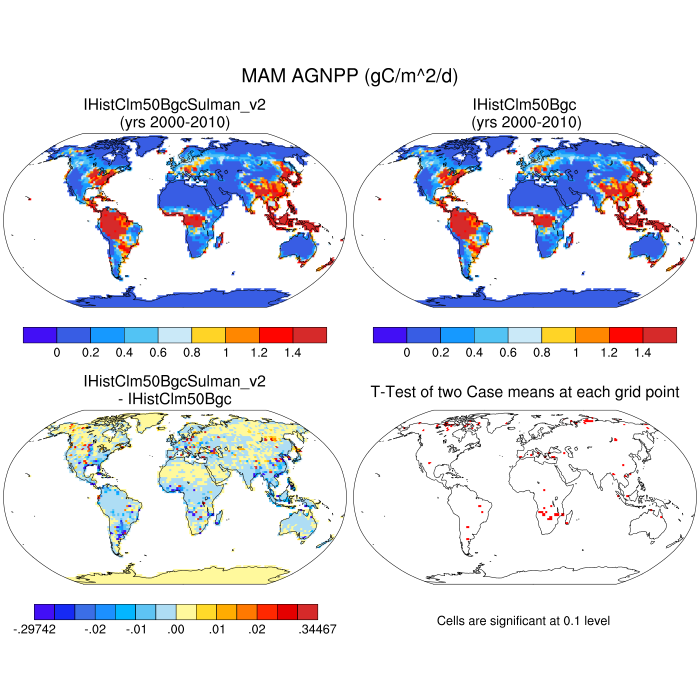 MAM AGNPP (gC/m^2/d)
IHistClm50BgcSulman_v2
(yrs 2000-2010)
IHistClm50Bgc
(yrs 2000-2010)
0 0.2 0.4 0.6 0.8 1 1.2 1.4
0 0.2 0.4 0.6 0.8 1 1.2 1.4
IHistClm50BgcSulman_v2
- IHistClm50Bgc
T-Test of two Case means at each grid point
-.29742 -.02 -.01 .00 .01 .02 .34467
Cells are significant at 0.1 level